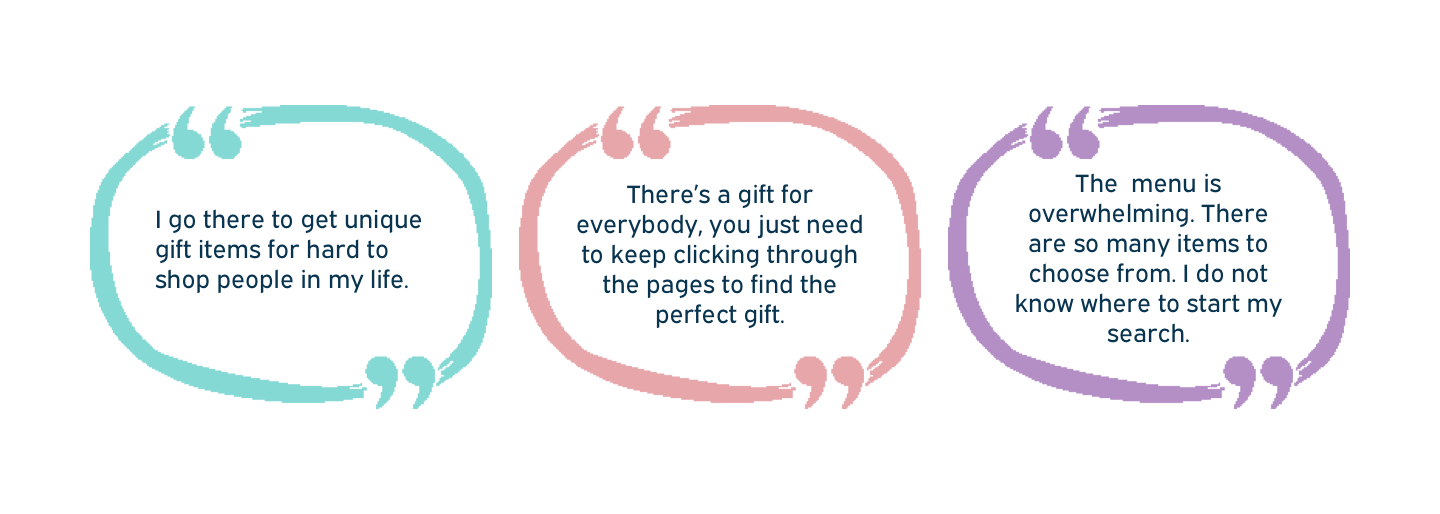 I go there to get unique
gift items for hard to
shop people in my life.
There's a gift for
everybody, you just need
to keep clicking through
the pages to find the
perfect gift.
The  menu is
overwhelming. There
are so many items to
choose from. I do not
know where to start my
search.